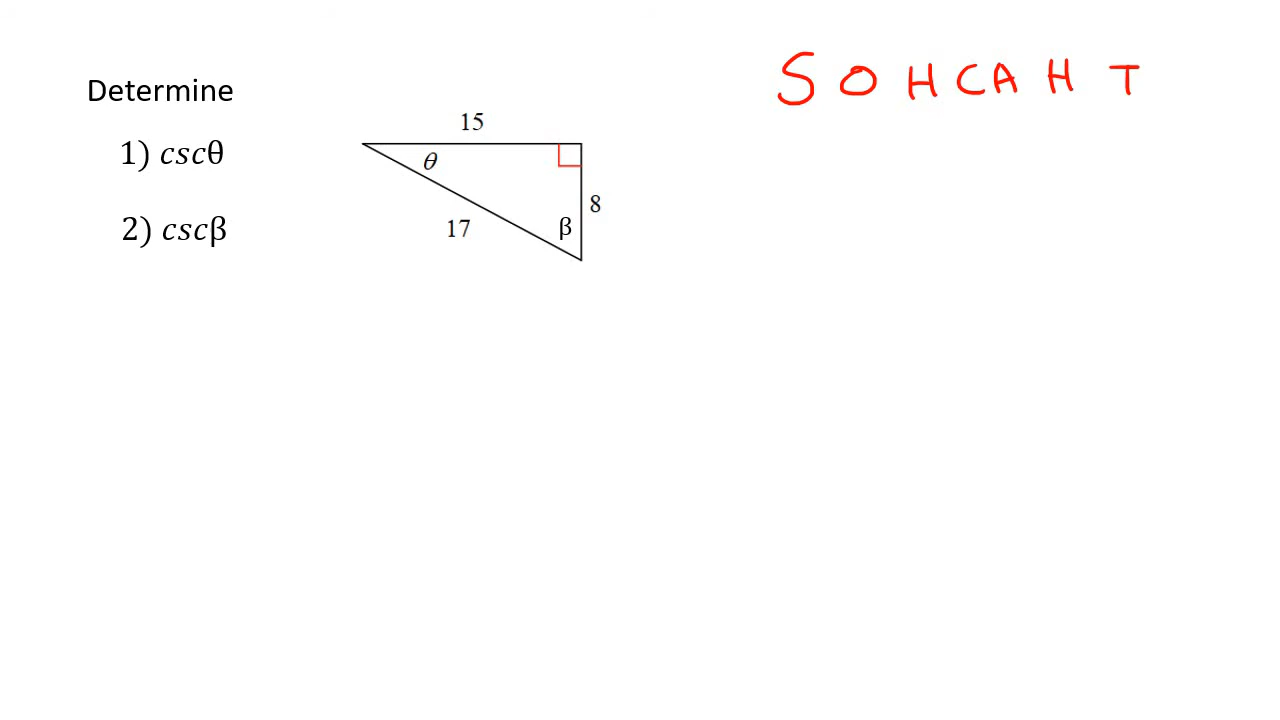 S O H C A H T
Determine
15
1) cscθ
θ
8
2) cscβ
17
β